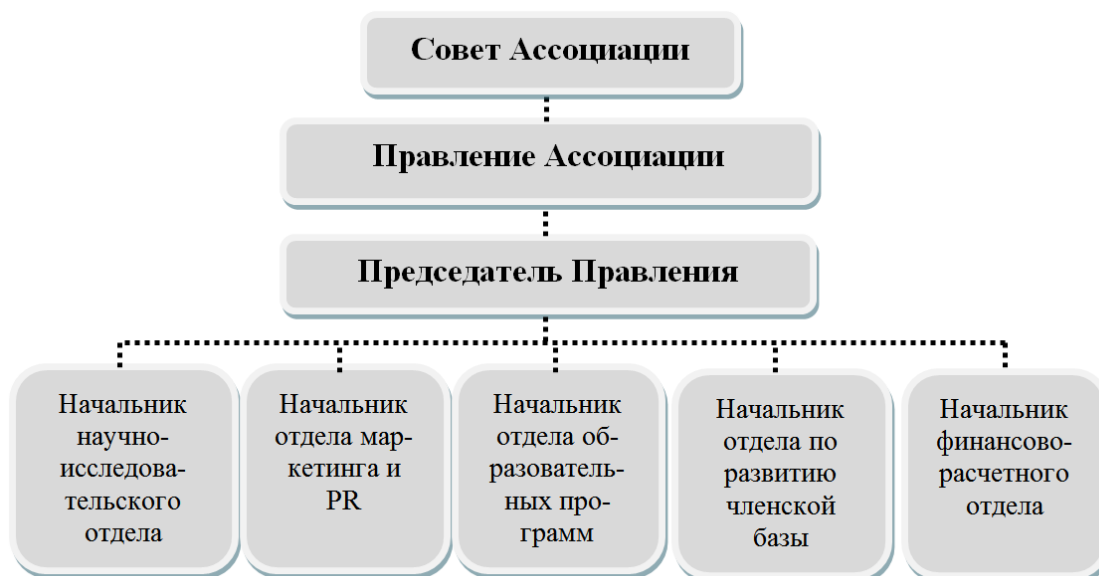 Совет Ассоциации
Правление Ассоциации
Председатель Правления
Начальник
научно-
исследова-
тельского
отдела
Начальник
отдела мар-
кетинга и
PR
Начальник
отдела об-
разователь-
ных про-
грамм
Начальник
отдела по
развитию
членской
базы
Начальник
финансово-
расчетного
отдела